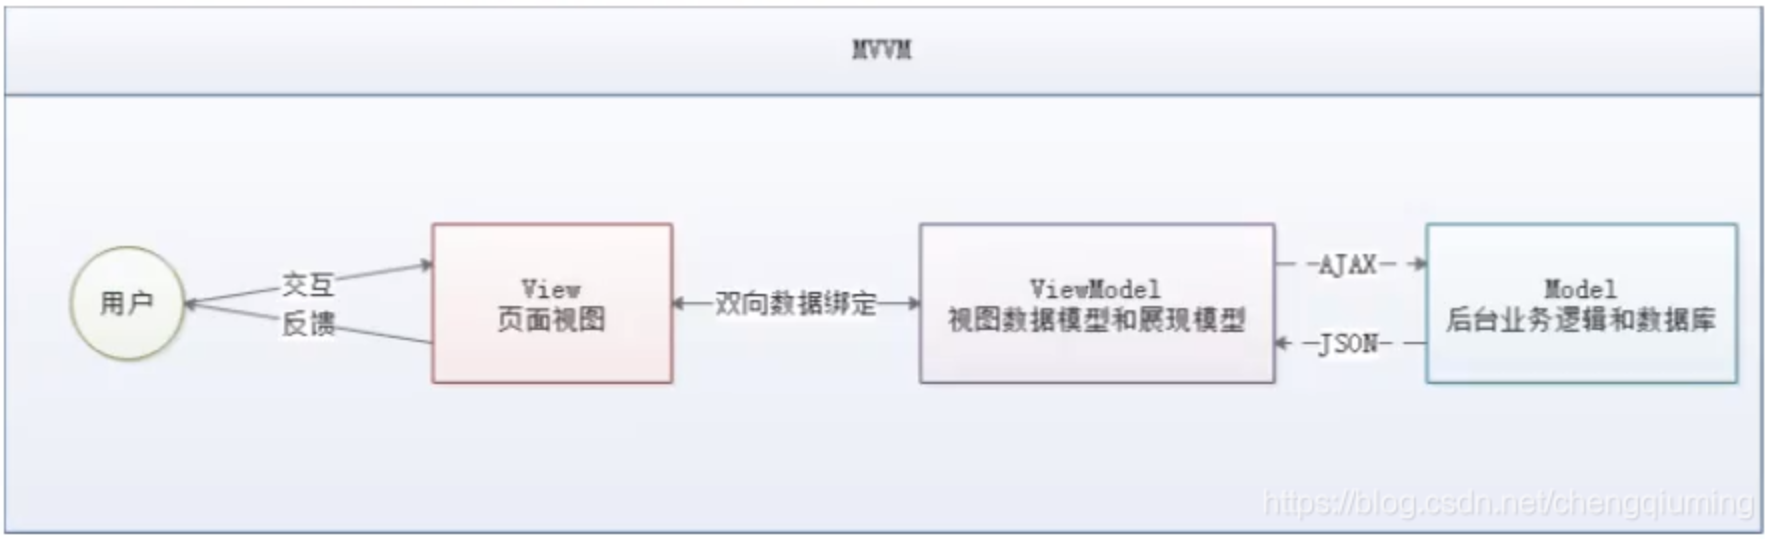 MVVM
用户
交互
反馈
View
页面视图
双向数据绑定
ViewModel
视图数据模型和展现模型
AJAX
JSON
Model
后台业务逻辑和数据库
https://blog.csdn.net/chengqiuming